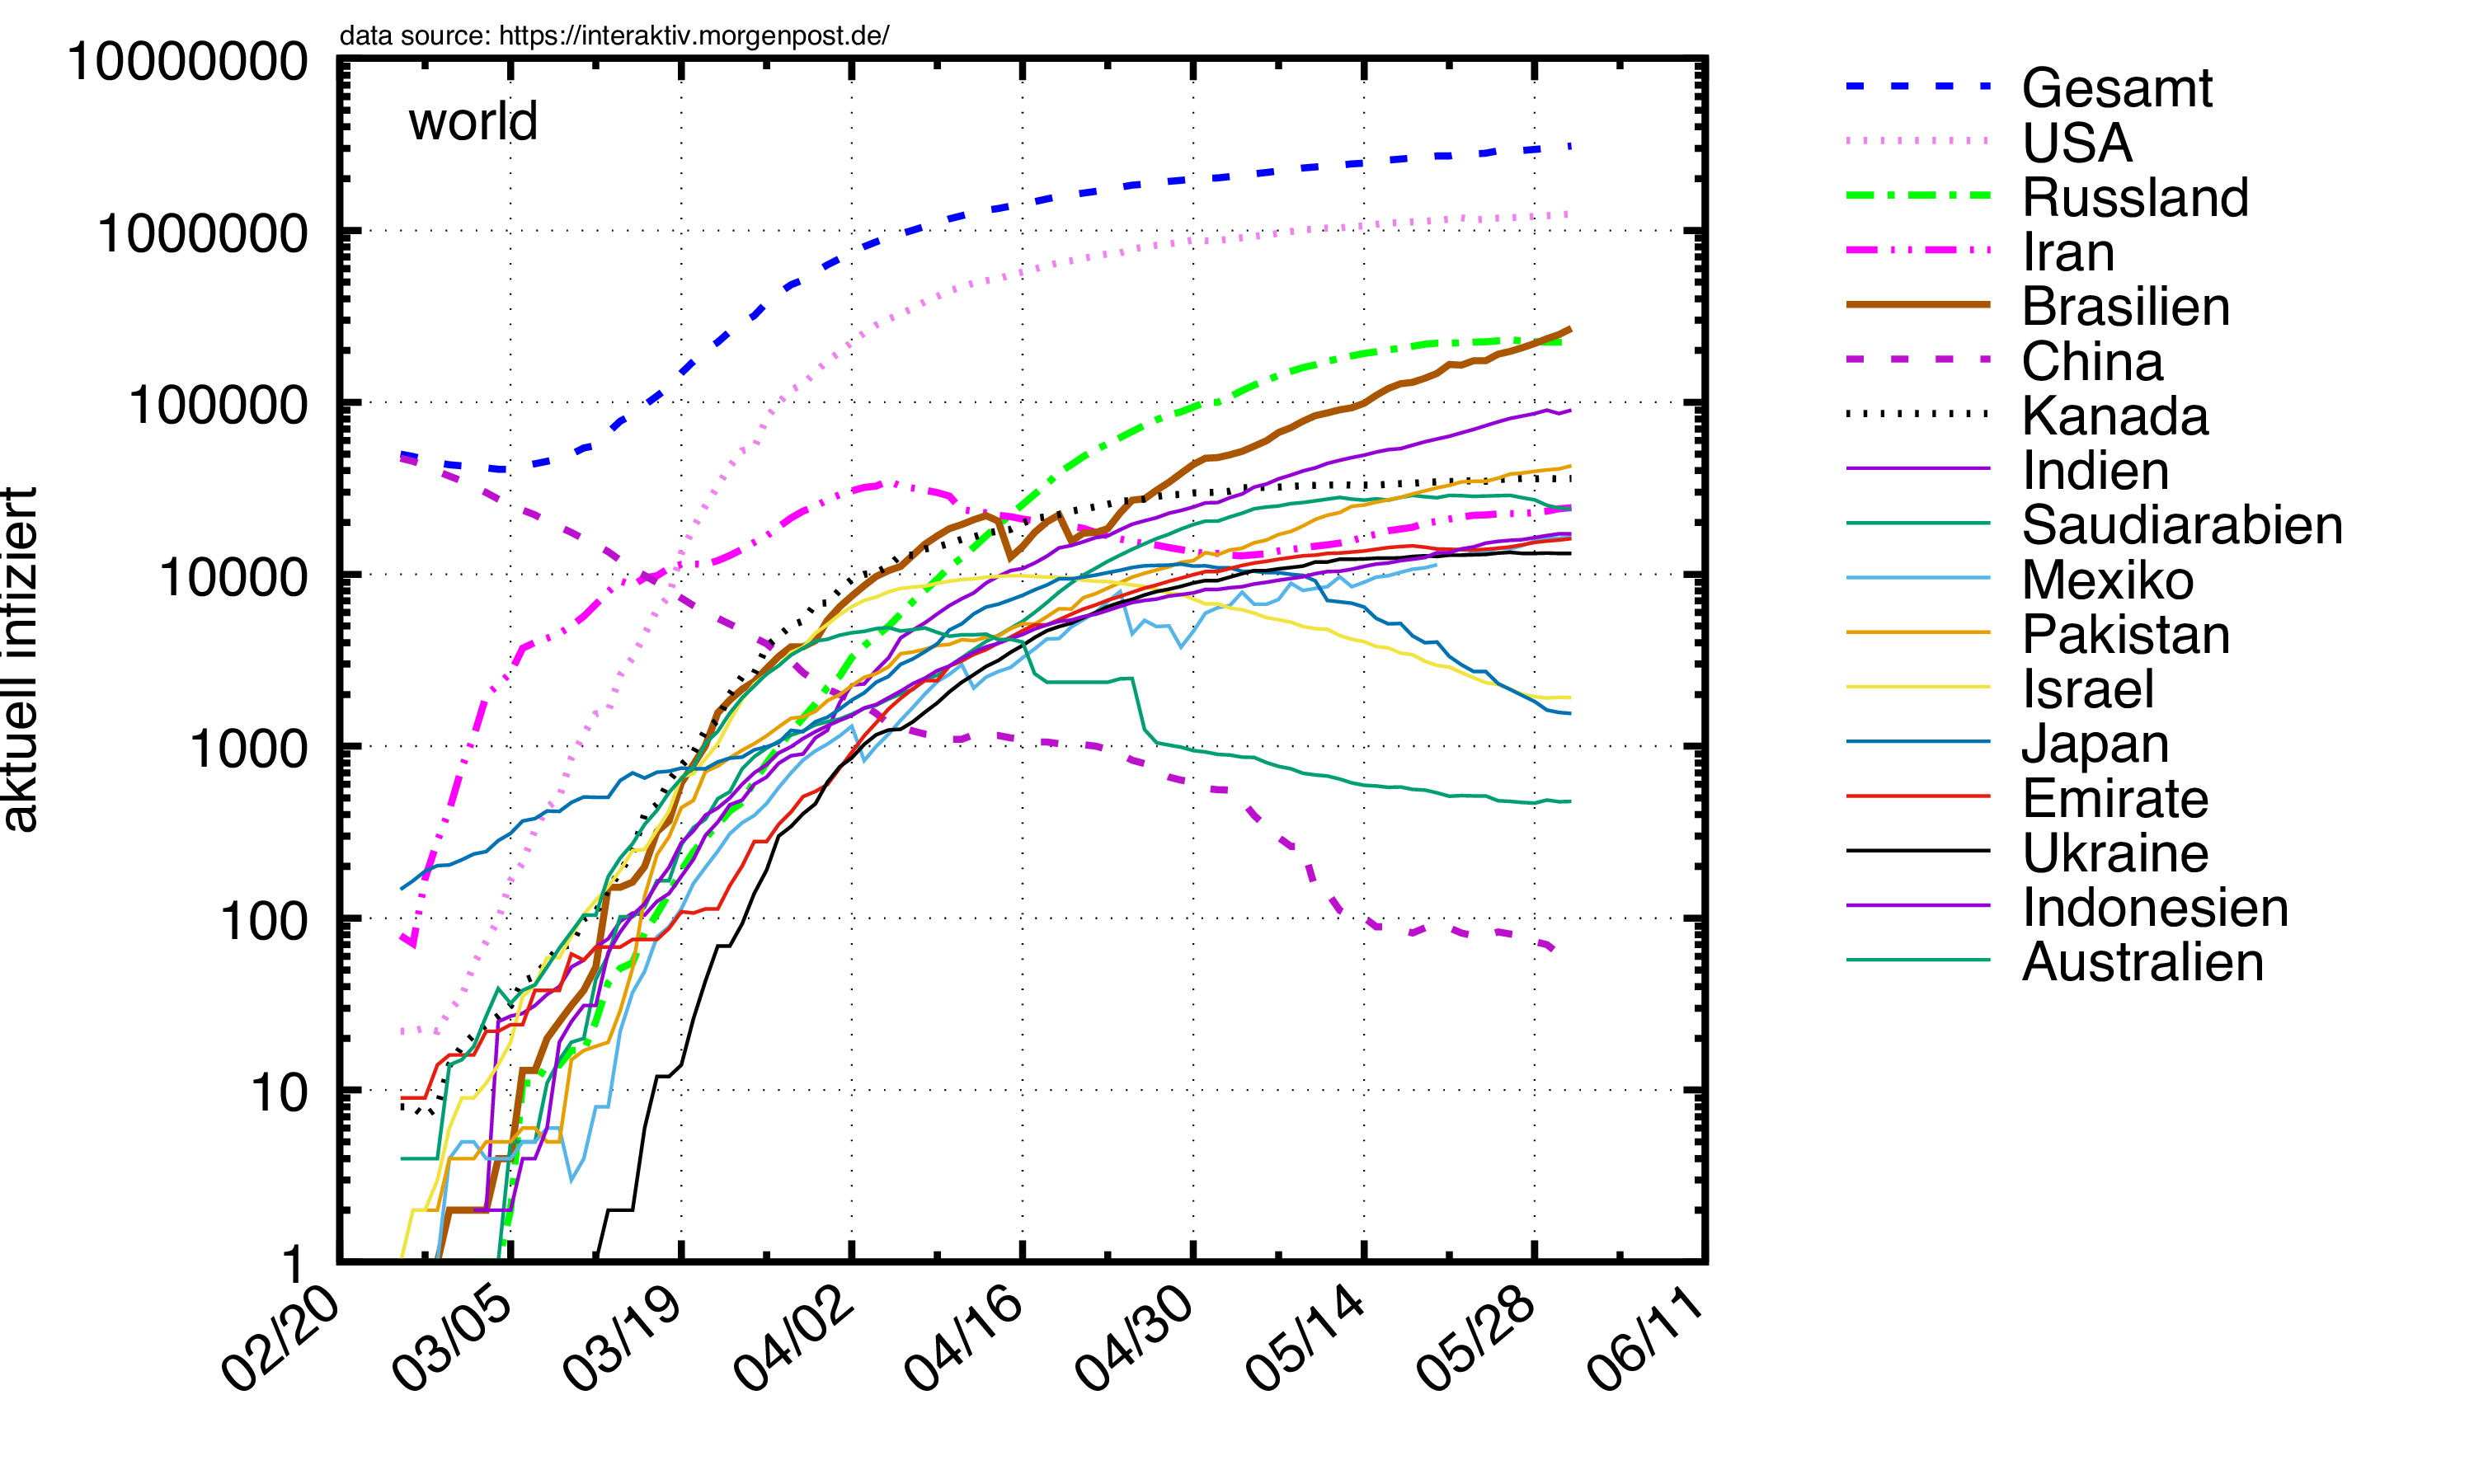 data source: https://interaktiv.morgenpost.de/
world
aktuell infiziert
10000000
1000000
100000
10000
1000
100
10
1
02/20
03/05
03/19
04/02
04/16
04/30
05/14
05/28
06/11
Gesamt
USA
Russland
Iran
Brasilien
China
Kanada
Indien
Saudiarabien
Mexiko
Pakistan
Israel
Japan
Emirate
Ukraine
Indonesien
Australien